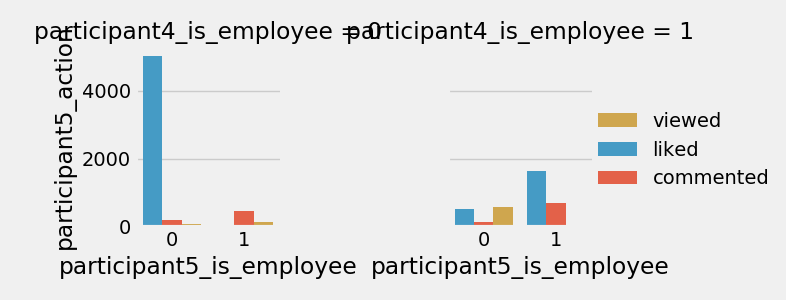 participant4_is_employee = 0
participant4_is_employee = 1
participant5_action
4000
2000
0
0 1
0 1
participant5_is_employee
participant5_is_employee
viewed
liked
commented